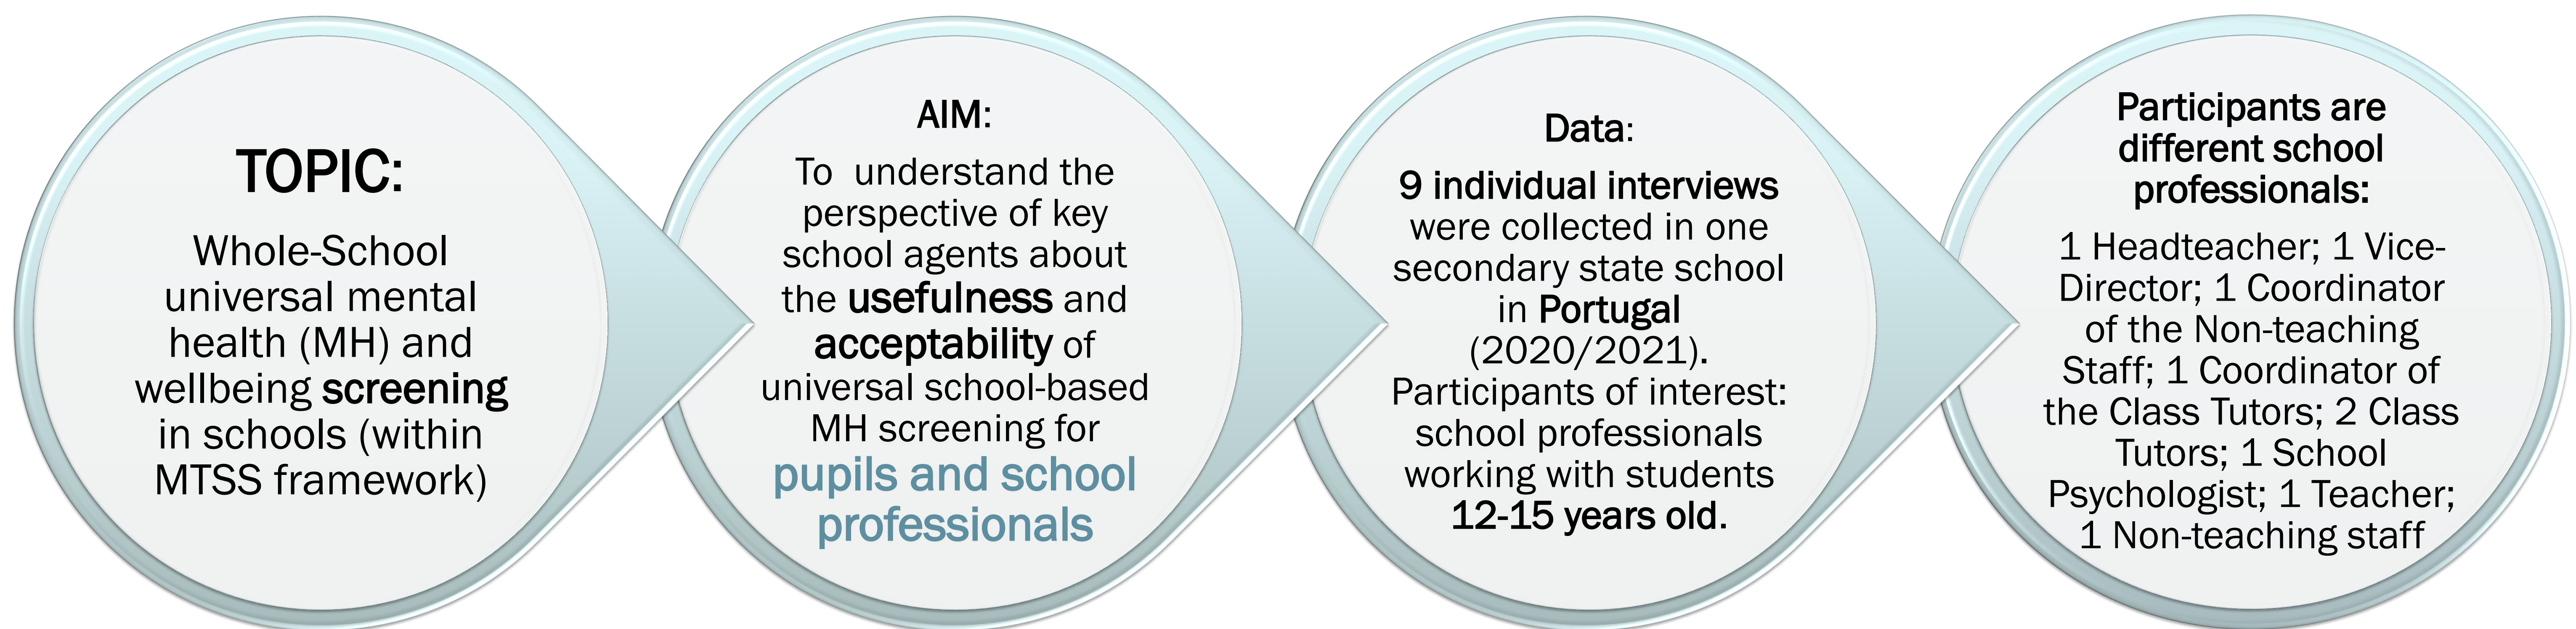 TOPIC:
Whole-School
universal mental
health (MH) and
wellbeing screening
in schools (within
MTSS framework)
AIM:
To  understand the
perspective of key
school agents about
the usefulness and
acceptability of
universal school-based
MH screening for
pupils and school
professionals
Data:
9 individual interviews
were collected in one
secondary state school
in Portugal
(2020/2021).
Participants of interest:
school professionals
working with students
12-15 years old.
Participants are
different school
professionals:
1 Headteacher; 1 Vice-
Director; 1 Coordinator
of the Non-teaching
Staff; 1 Coordinator of
the Class Tutors; 2 Class
Tutors; 1 School
Psychologist; 1 Teacher;
1 Non-teaching staff